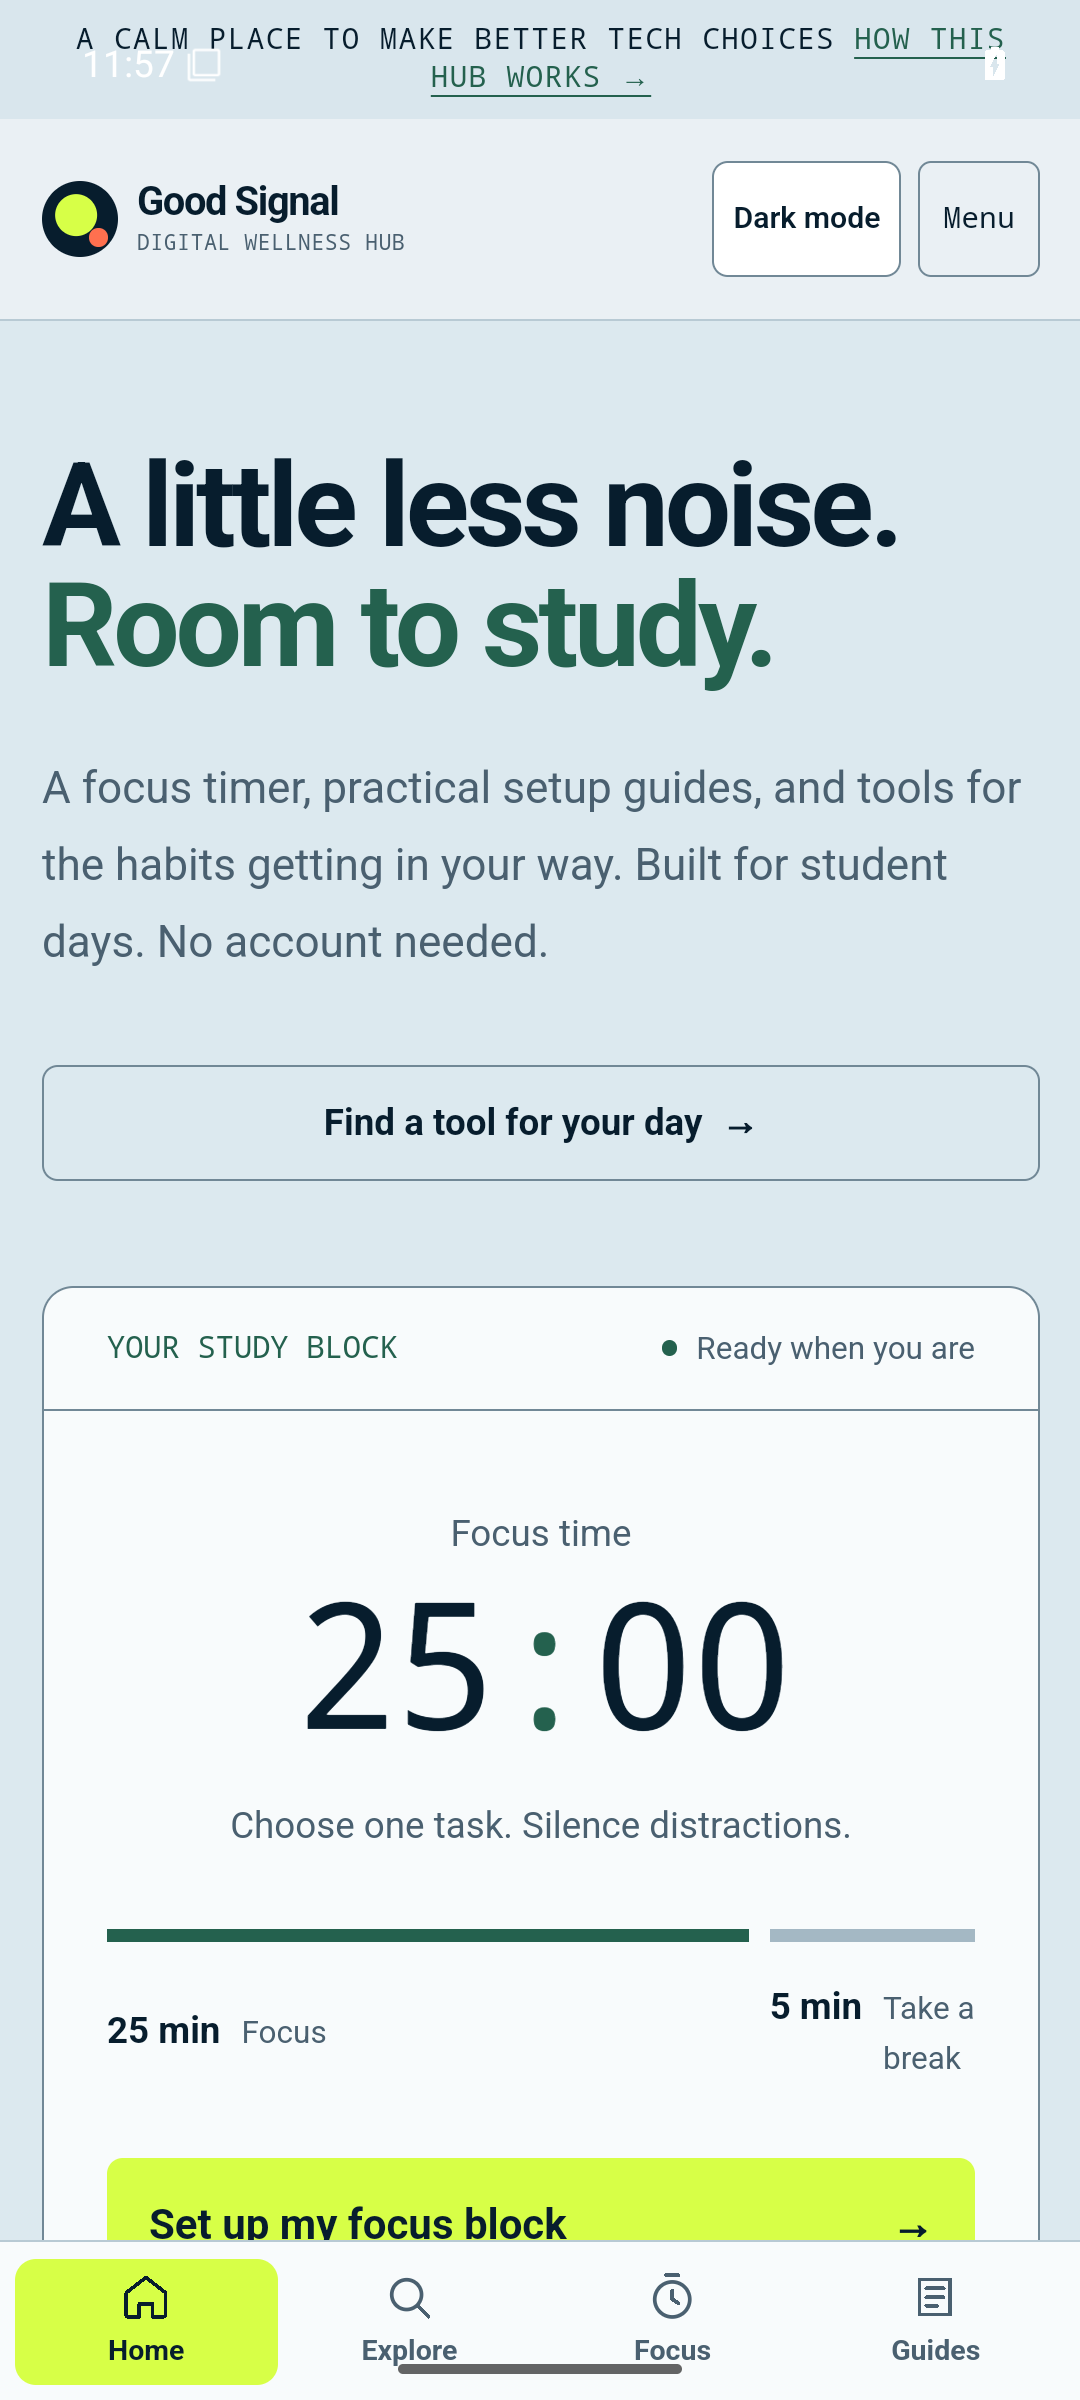 A CALM PLACE TO MAKE BETTER TECH CHOICES HOW THIS
HUB WORKS →
11:57
Good Signal
DIGITAL WELLNESS HUB
Dark mode
Menu
A little less noise.
Room to study.
A focus timer, practical setup guides, and tools for
the habits getting in your way. Built for student
days. No account needed.
Find a tool for your day →
YOUR STUDY BLOCK
Ready when you are
Focus time
25:00
Choose one task. Silence distractions.
25 min Focus
5 min Take a
break
Set up my focus block →
Home
Explore
Focus
Guides